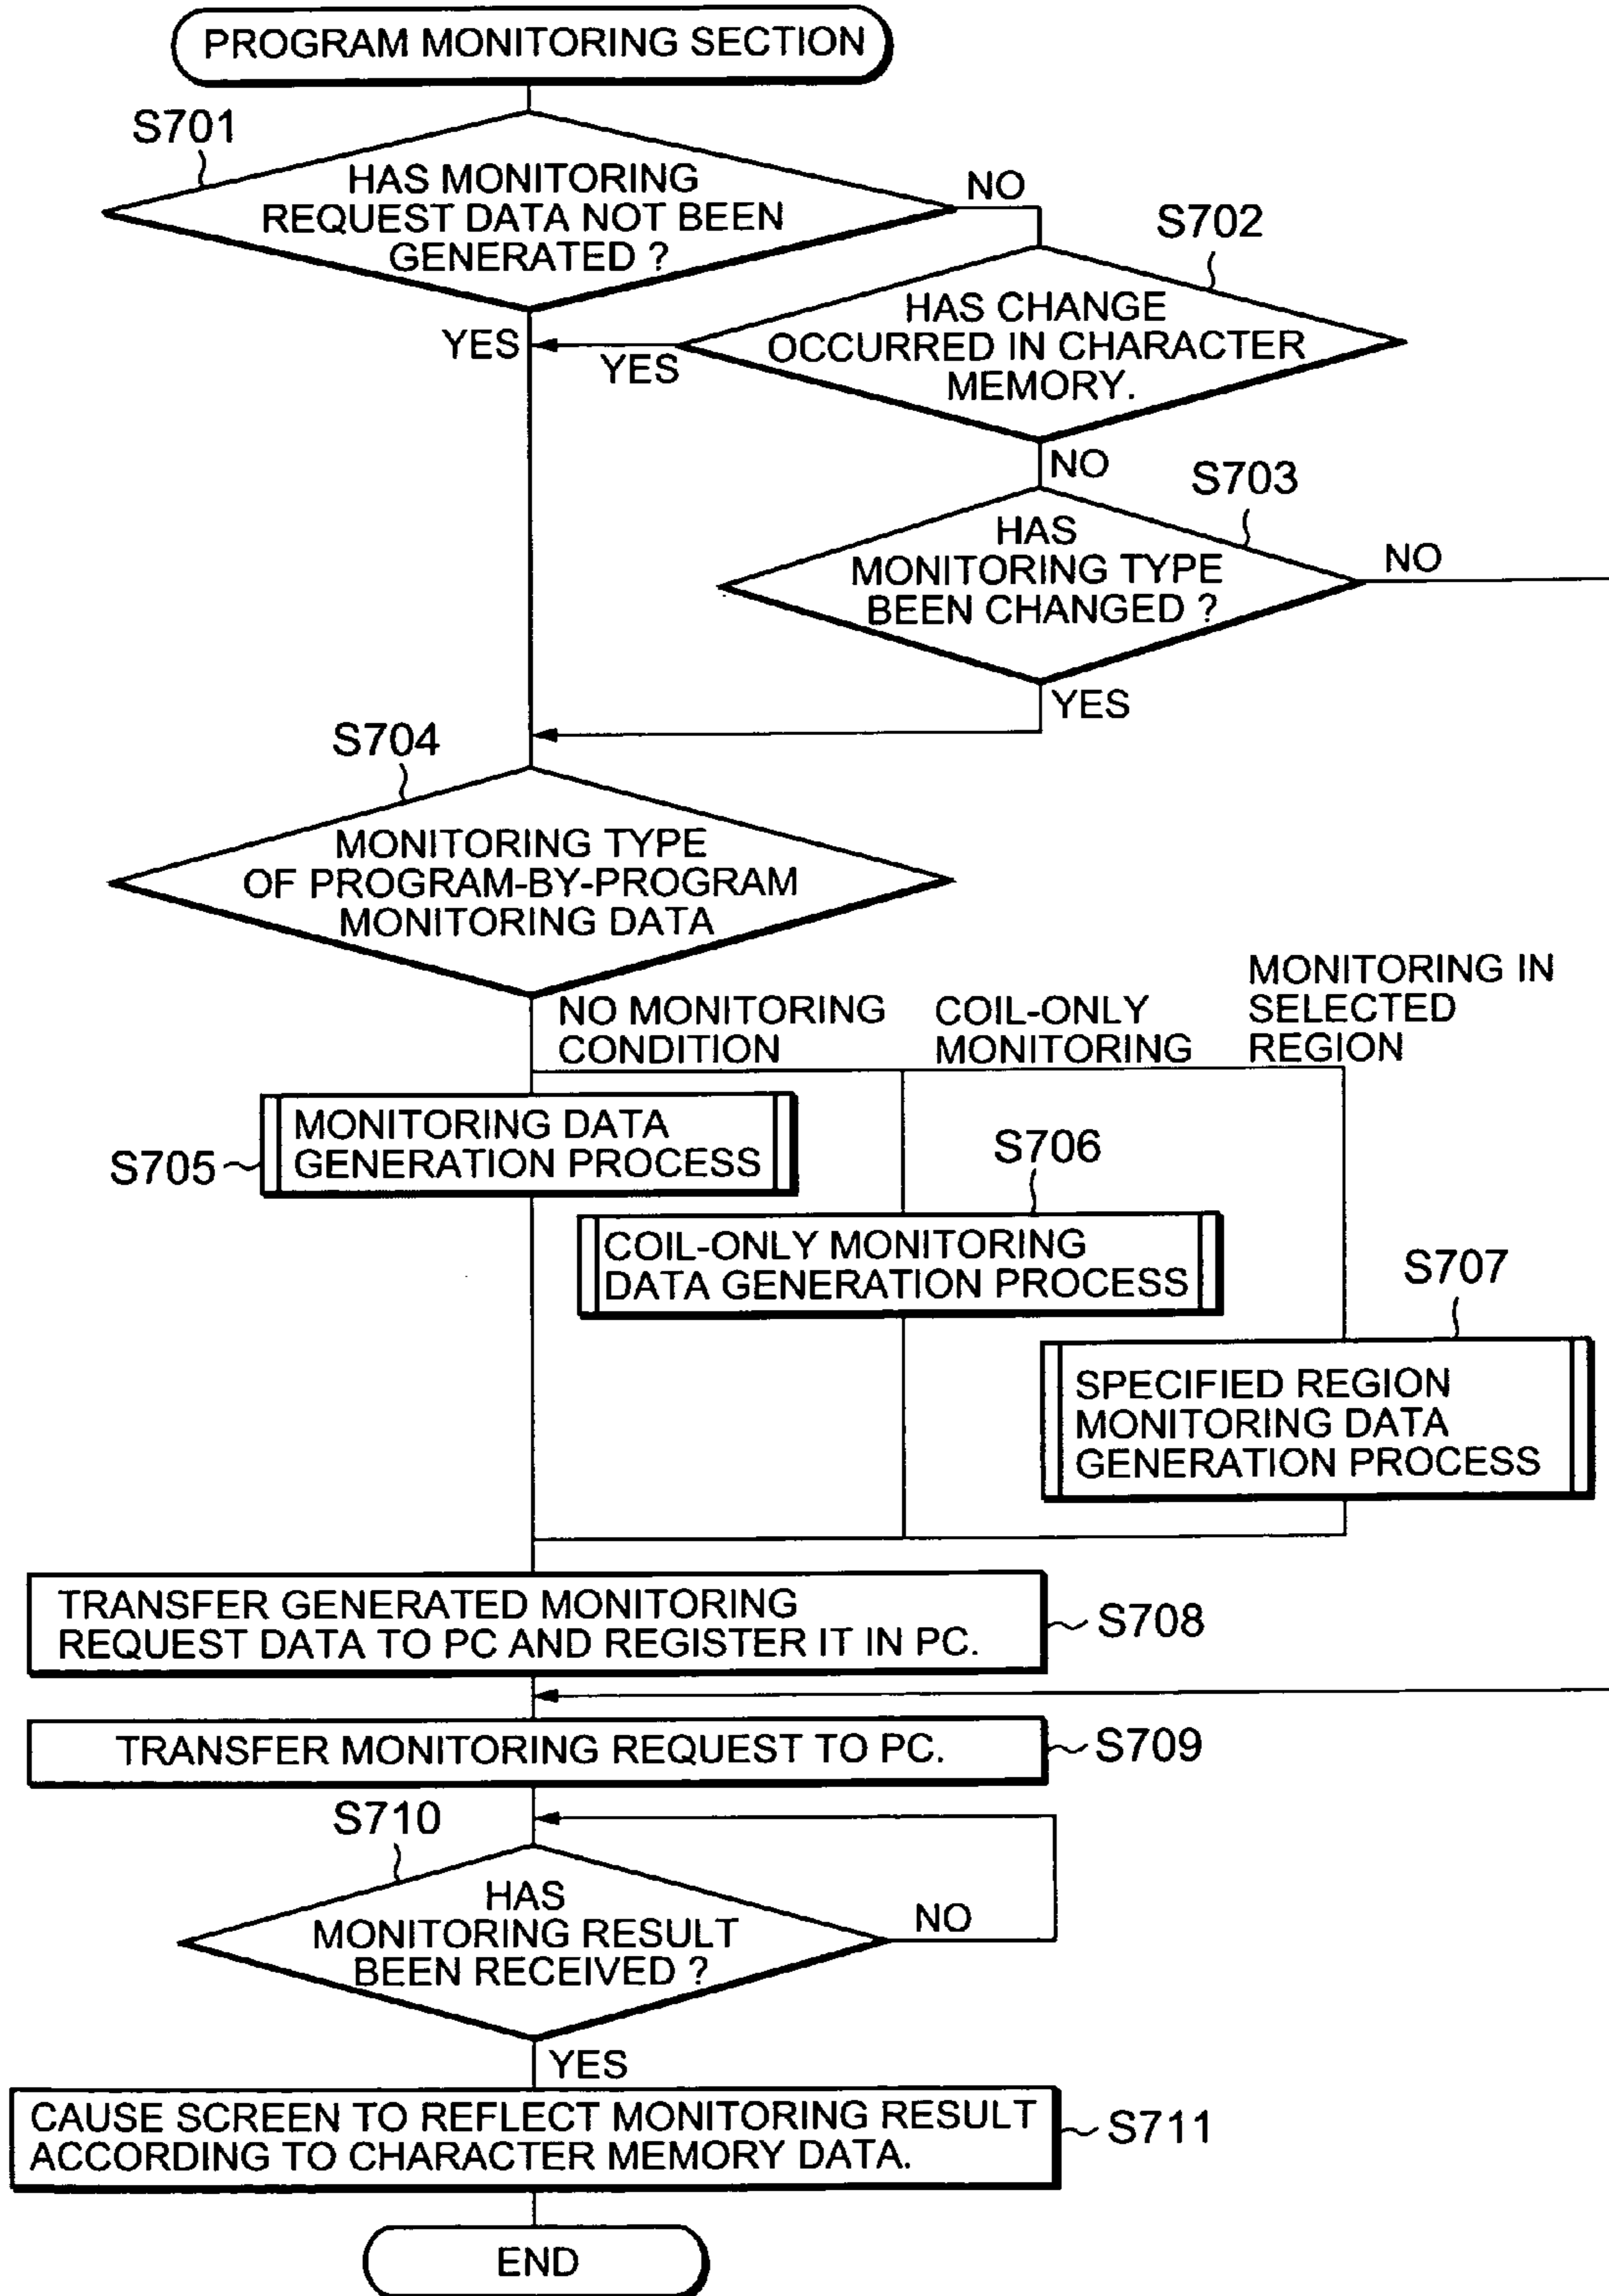 PROGRAM MONITORING SECTION
S701
HAS MONITORING
REQUEST DATA NOT BEEN
GENERATED ?
NO
S702
HAS CHANGE
OCCURRED IN CHARACTER
MEMORY.
YES
YES
NO
S703
HAS
MONITORING TYPE
BEEN CHANGED ?
NO
YES
S704
MONITORING TYPE
OF PROGRAM-BY-PROGRAM
MONITORING DATA
NO MONITORING
CONDITION
COIL-ONLY
MONITORING
MONITORING IN
SELECTED
REGION
S705
MONITORING DATA
GENERATION PROCESS
S706
COIL-ONLY MONITORING
DATA GENERATION PROCESS
S707
SPECIFIED REGION
MONITORING DATA
GENERATION PROCESS
TRANSFER GENERATED MONITORING
REQUEST DATA TO PC AND REGISTER IT IN PC.
S708
TRANSFER MONITORING REQUEST TO PC.
S709
S710
HAS
MONITORING RESULT
BEEN RECEIVED ?
NO
YES
CAUSE SCREEN TO REFLECT MONITORING RESULT
ACCORDING TO CHARACTER MEMORY DATA.
S711
END